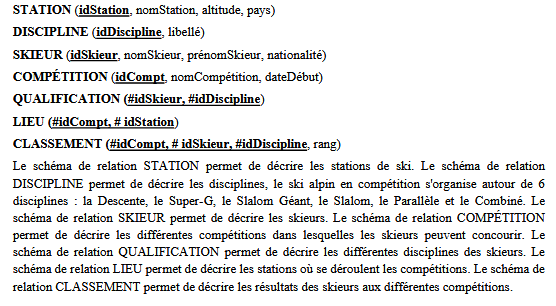 STATION (idStation, nomStation, altitude, pays)
DISCIPLINE (idDiscipline, libellé)
SKIEUR (idSkieur, nomSkieur, prénomSkieur, nationalité)
COMPÉTITION (idCompt, nomCompétition, dateDébut)
QUALIFICATION (#idSkieur, #idDiscipline)
LIEU (#idCompt, # idStation)
CLASSEMENT (#idCompt, # idSkieur, #idDiscipline, rang)
Le schéma de relation STATION permet de décrire les stations de ski. Le schéma de relation
DISCIPLINE permet de décrire les disciplines, le ski alpin en compétition s'organise autour de 6
disciplines : la Descente, le Super-G, le Slalom Géant, le Slalom, le Parallèle et le Combiné. Le
schéma de relation SKIEUR permet de décrire les skieurs. Le schéma de relation COMPÉTITION
permet de décrire les différentes compétitions dans lesquelles les skieurs peuvent concourir. Le
schéma de relation QUALIFICATION permet de décrire les différentes disciplines des skieurs. Le
schéma de relation LIEU permet de décrire les stations où se déroulent les compétitions. Le schéma de
relation CLASSEMENT permet de décrire les résultats des skieurs aux différentes compétitions.